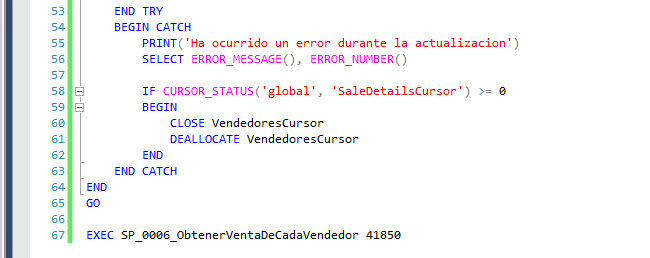 53 END TRY
54 BEGIN CATCH
55 PRINT('Ha ocurrido un error durante la actualizacion')
56 SELECT ERROR_MESSAGE(), ERROR_NUMBER()
57
58 IF CURSOR_STATUS('global', 'SaleDetailsCursor') >= 0
59 BEGIN
60 CLOSE VendedoresCursor
61 DEALLOCATE VendedoresCursor
62 END
63 END CATCH
64 END
65 GO
66
67 EXEC SP_0006_ObtenerVentaDeCadaVendedor 41850